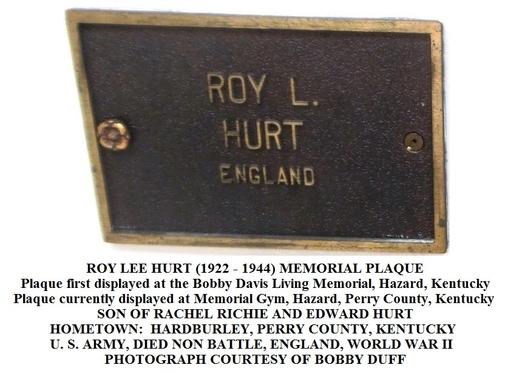 ROY L.
HURT
ENGLAND
ROY LEE HURT (1922 - 1944) MEMORIAL PLAQUE
Plaque first displayed at the Bobby Davis Living Memorial, Hazard, Kentucky
Plaque currently displayed at Memorial Gym, Hazard, Perry County, Kentucky
SON OF RACHEL RICHIE AND EDWARD HURT
HOMETOWN: HARDBURLEY, PERRY COUNTY, KENTUCKY
U. S. ARMY, DIED NON BATTLE, ENGLAND, WORLD WAR II
PHOTOGRAPH COURTESY OF BOBBY DUFF